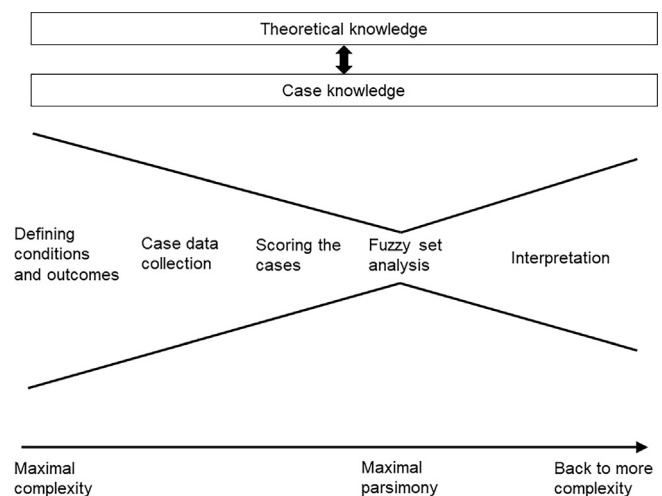 Theoretical knowledge
Case knowledge
Defining
conditions
and outcomes
Case data
collection
Scoring the
cases
Fuzzy set
analysis
Interpretation
Maximal
complexity
Maximal
parsimony
Back to more
complexity